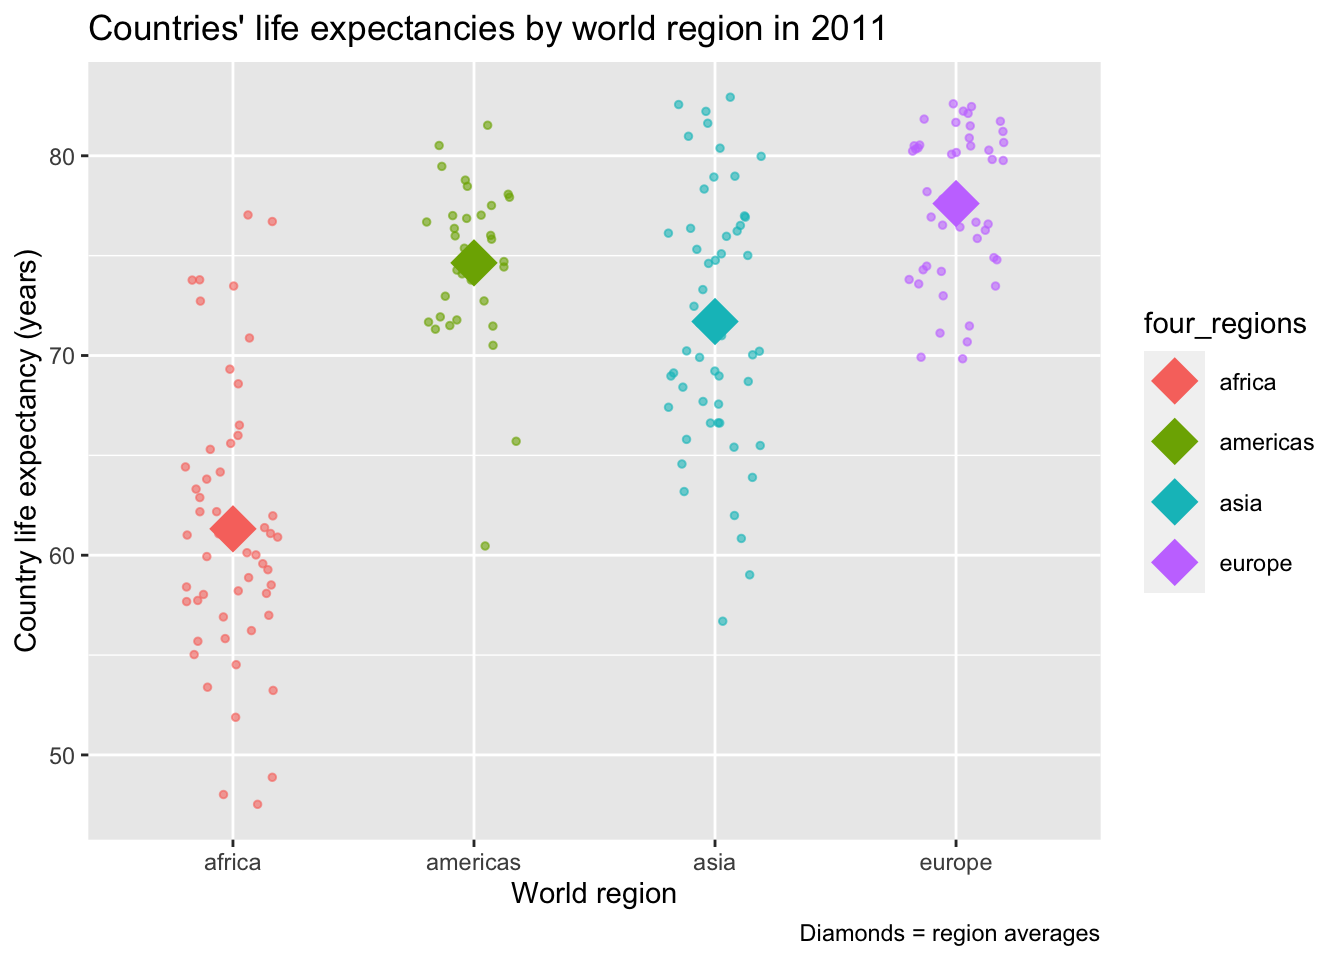 Countries' life expectancies by world region in 2011
Country life expectancy (years)
80
70
60
50
africa
americas
asia
europe
World region
four_regions
africa
americas
asia
europe
Diamonds = region averages